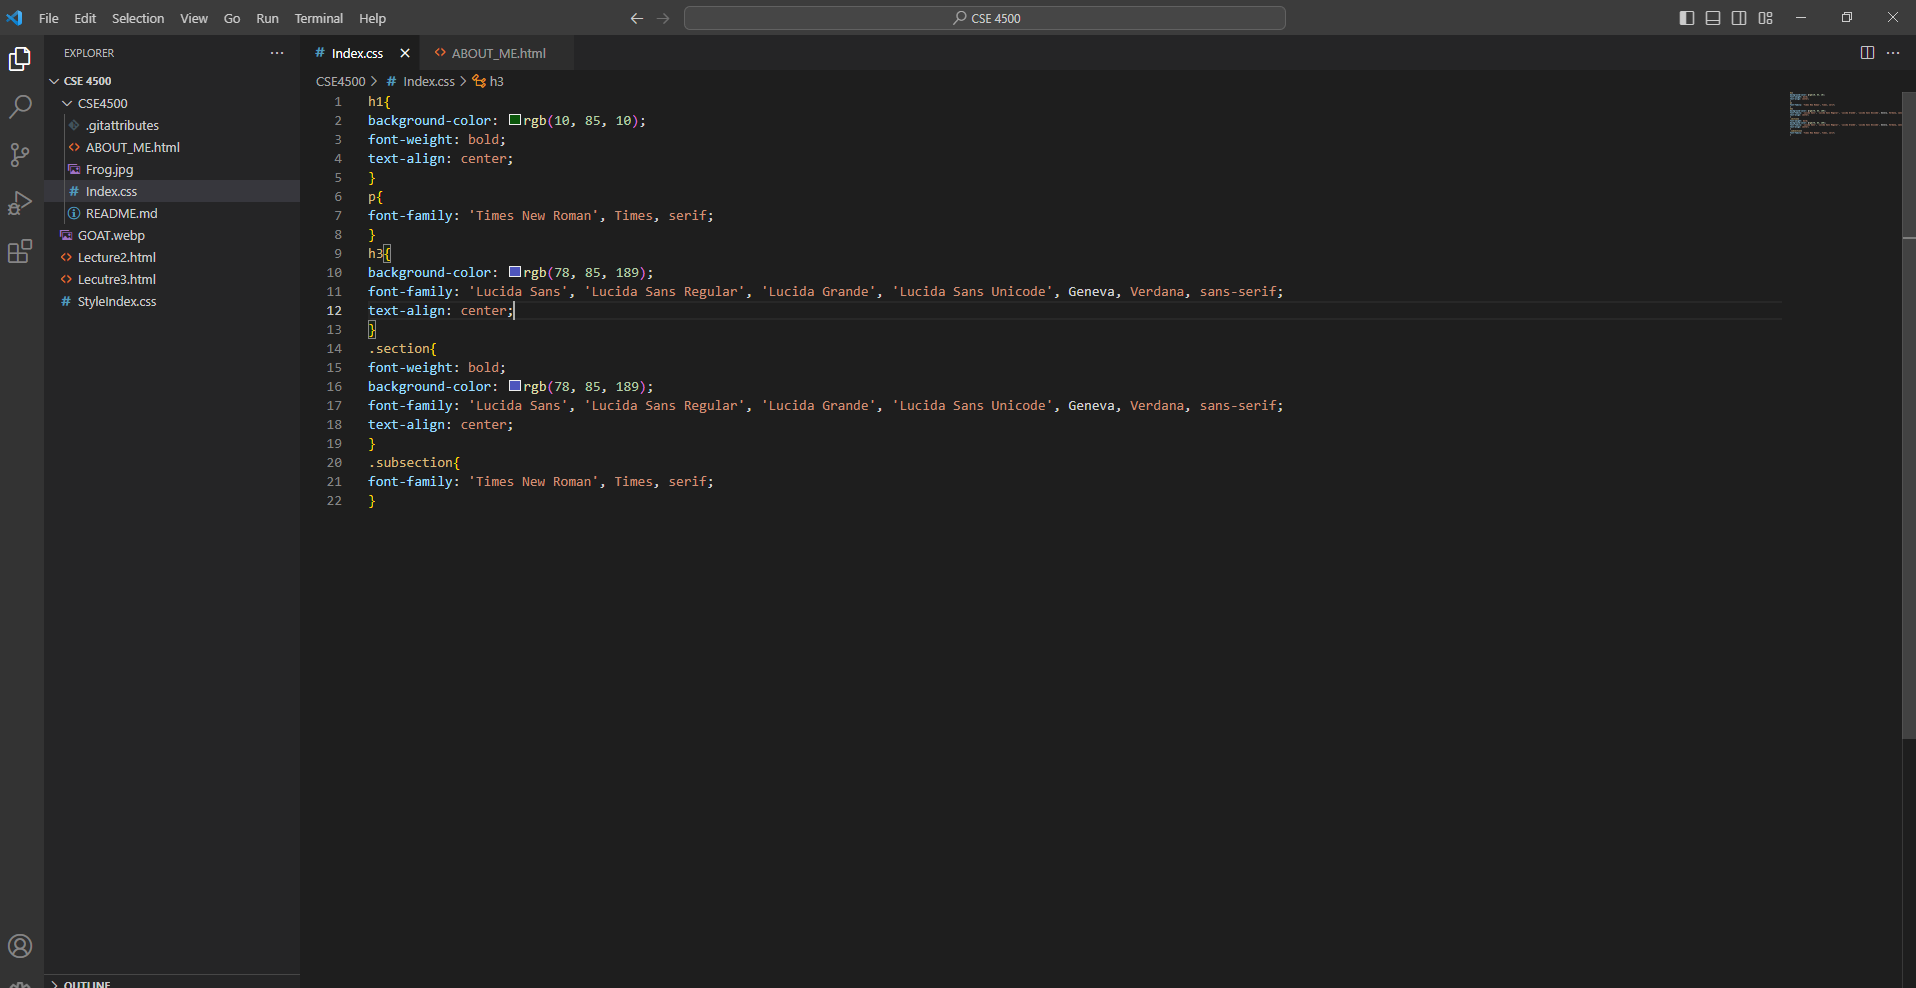 File Edit Selection View Go Run Terminal Help
CSE 4500
EXPLORER
CSE 4500
CSE4500
.gitattributes
ABOUT_ME.html
Frog.jpg
Index.css
README.md
GOAT.webp
Lecture2.html
Lecutre3.html
StyleIndex.css
OUTLINE
Index.css
ABOUT_ME.html
CSE4500 > # Index.css > h3
1 h1{
2 background-color: rgb(10, 85, 10);
3 font-weight: bold;
4 text-align: center;
5 }
6 p{
7 font-family: 'Times New Roman', Times, serif;
8 }
9 h3{
10 background-color: rgb(78, 85, 189);
11 font-family: 'Lucida Sans', 'Lucida Sans Regular', 'Lucida Grande', 'Lucida Sans Unicode', Geneva, Verdana, sans-serif;
12 text-align: center;
13 }
14 .section{
15 font-weight: bold;
16 background-color: rgb(78, 85, 189);
17 font-family: 'Lucida Sans', 'Lucida Sans Regular', 'Lucida Grande', 'Lucida Sans Unicode', Geneva, Verdana, sans-serif;
18 text-align: center;
19 }
20 .subsection{
21 font-family: 'Times New Roman', Times, serif;
22 }